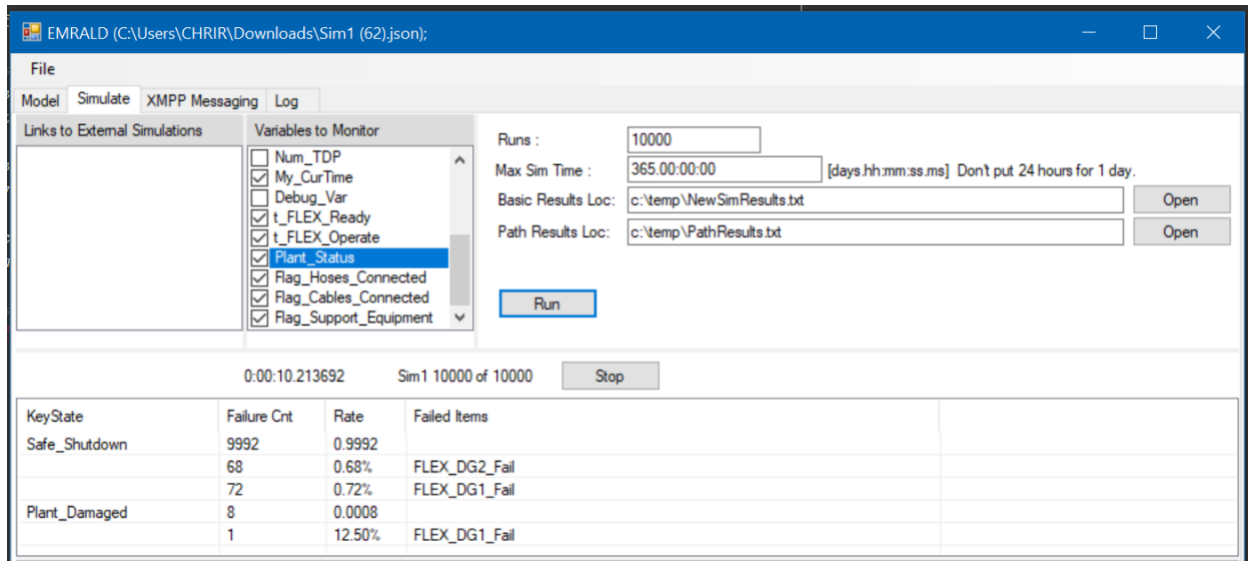 EMRALD (C:\Users\CHRIR\Downloads\Sim1 (62).json);
File
Model Simulate XMPP Messaging Log
Links to External Simulations
Variables to Monitor
Num_TDP
My_CurTime
Debug_Var
t_FLEX_Ready
t_FLEX_Operate
Plant_Status
Flag_Hoses_Connected
Flag_Cables_Connected
Flag_Support_Equipment
Runs : 10000
Max Sim Time : 365.00:00:00 [days.hh:mm:ss.ms] Don't put 24 hours for 1 day.
Basic Results Loc: c:\temp\NewSimResults.txt Open
Path Results Loc: c:\temp\PathResults.txt Open
Run
0:00:10.213692 Sim1 10000 of 10000 Stop
KeyState Failure Cnt Rate Failed Items
Safe_Shutdown 9992 0.9992
68 0.68% FLEX_DG2_Fail
72 0.72% FLEX_DG1_Fail
Plant_Damaged 8 0.0008
1 12.50% FLEX_DG1_Fail